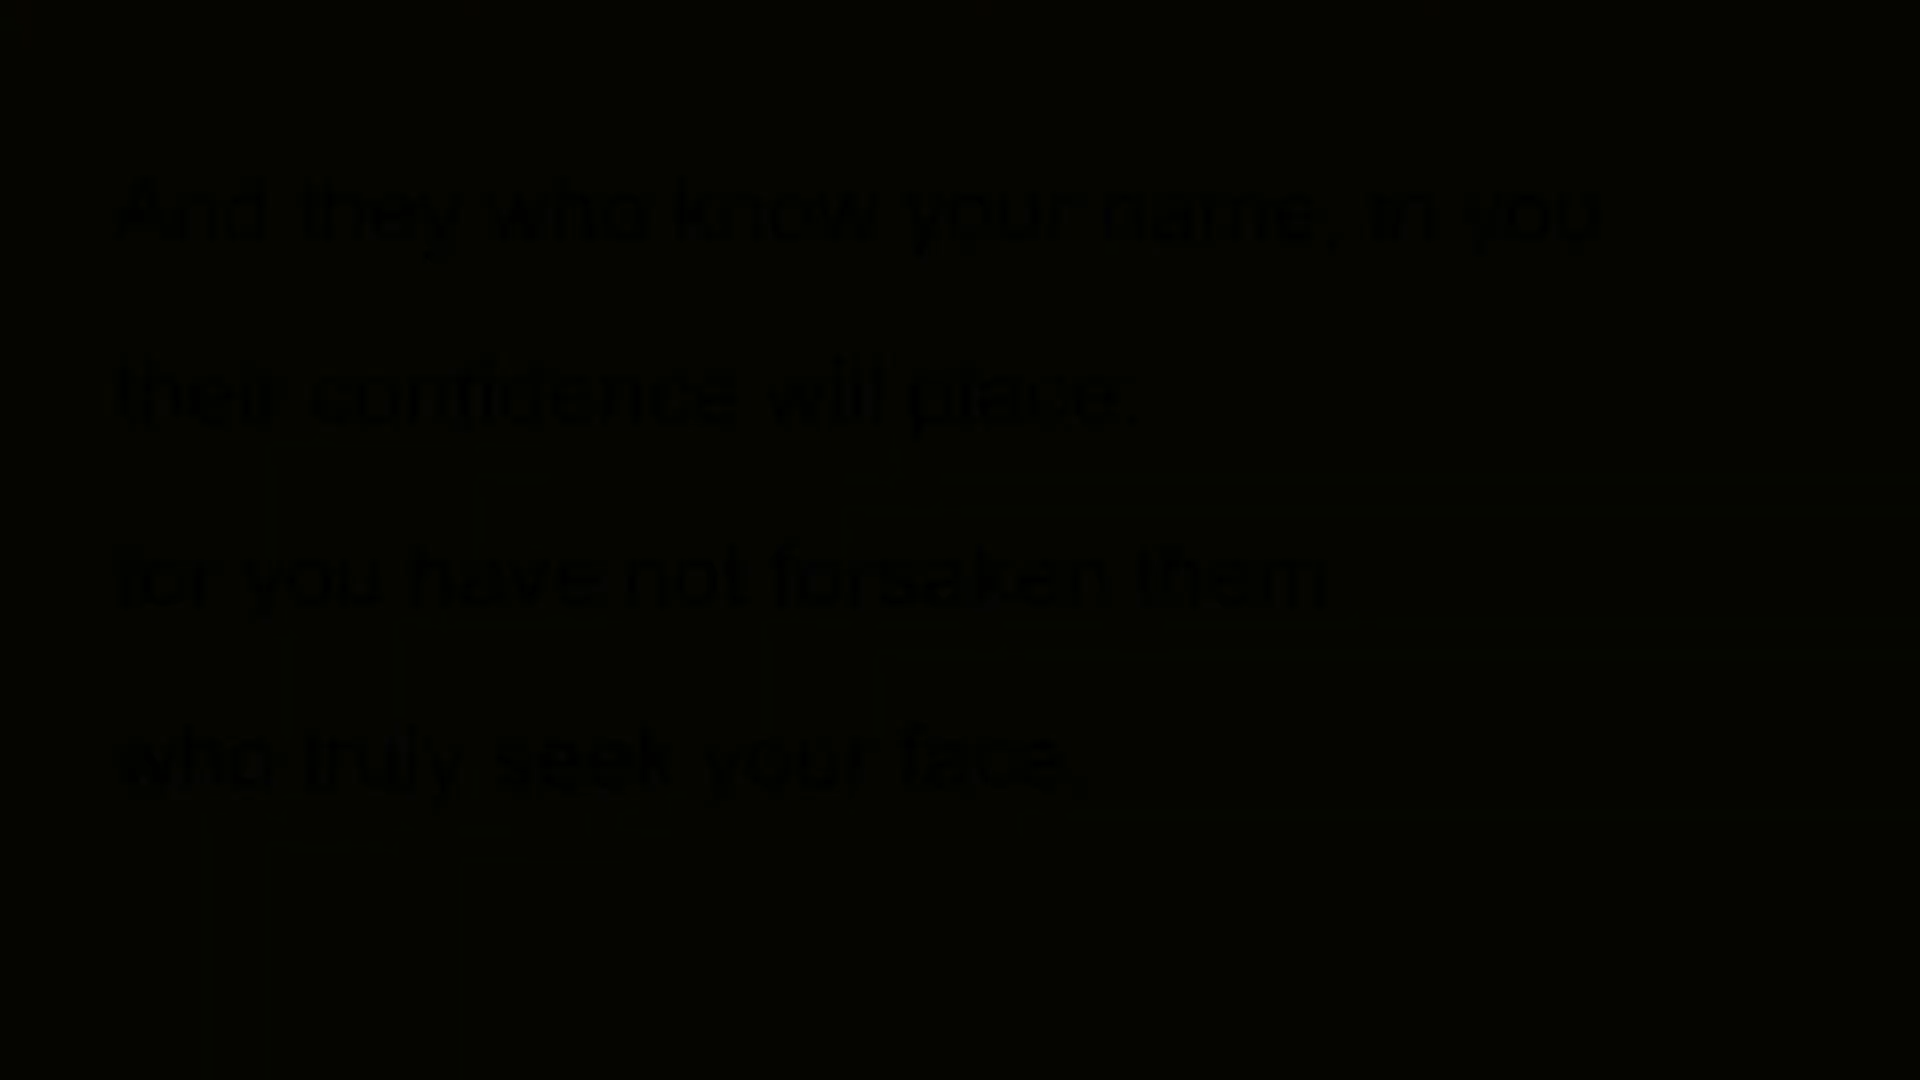 And they who know your name, in you
their confidence will place:
for you have not forsaken them
who truly seek your face.